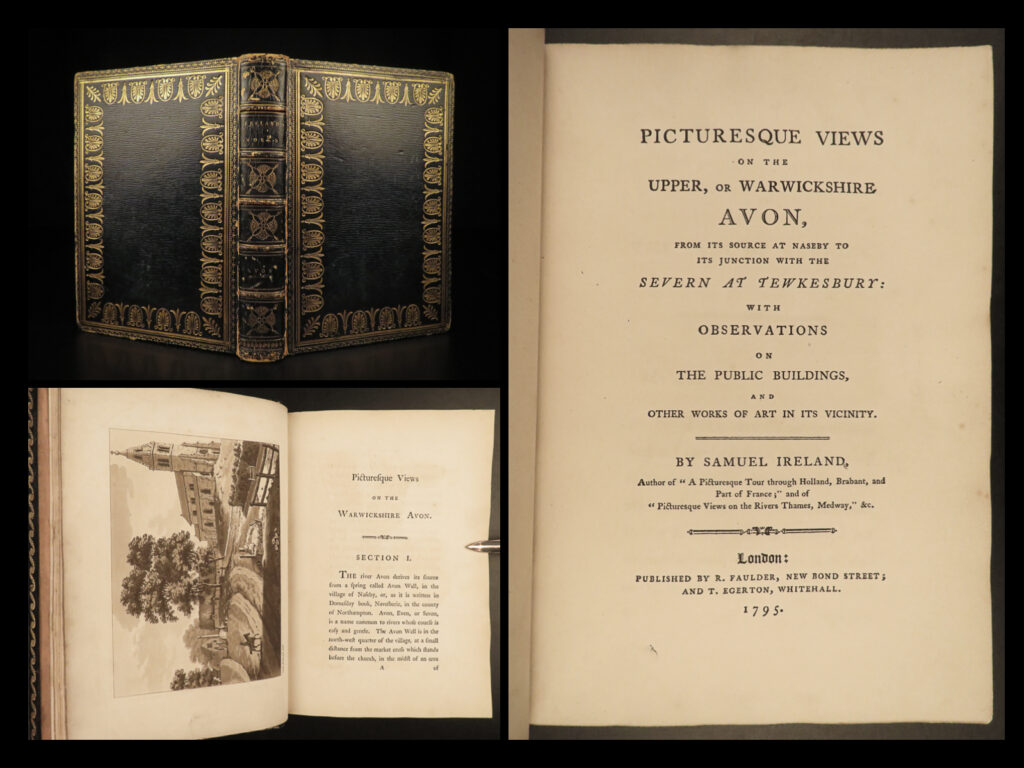 IRELAND
PICTURESQUE VIEWS
ON THE
UPPER, OR WARWICKSHIRE
AVON,
FROM ITS SOURCE AT NASEBY TO
ITS JUNCTION WITH THE
SEVERN AT TEWKESBURY:
WITH
OBSERVATIONS
ON
THE PUBLIC BUILDINGS,
AND
OTHER WORKS OF ART IN ITS VICINITY.
BY SAMUEL IRELAND,
Author of “ A Picturesque Tour through Holland, Brabant, and
Part of France;” and of
“ Picturesque Views on the Rivers Thames, Medway,” &c.
London:
PUBLISHED BY R. FAULDER, NEW BOND STREET;
AND T. EGERTON, WHITEHALL.
1795.
Picturesque Views
ON THE
WARWICKSHIRE AVON.
SECTION I.
THE river Avon derives its source
from a spring called Avon Well, in the
village of Naseby, or, as it is written in
Domesday book, Naveberie, in the county
of Northampton. Avon, Even, or Sevon,
is a name common to rivers whose course is
easy and gentle. The Avon Well is in the
north-west quarter of the village, at a small
distance from the market cross which stands
before the church, in the midst of an area
A of